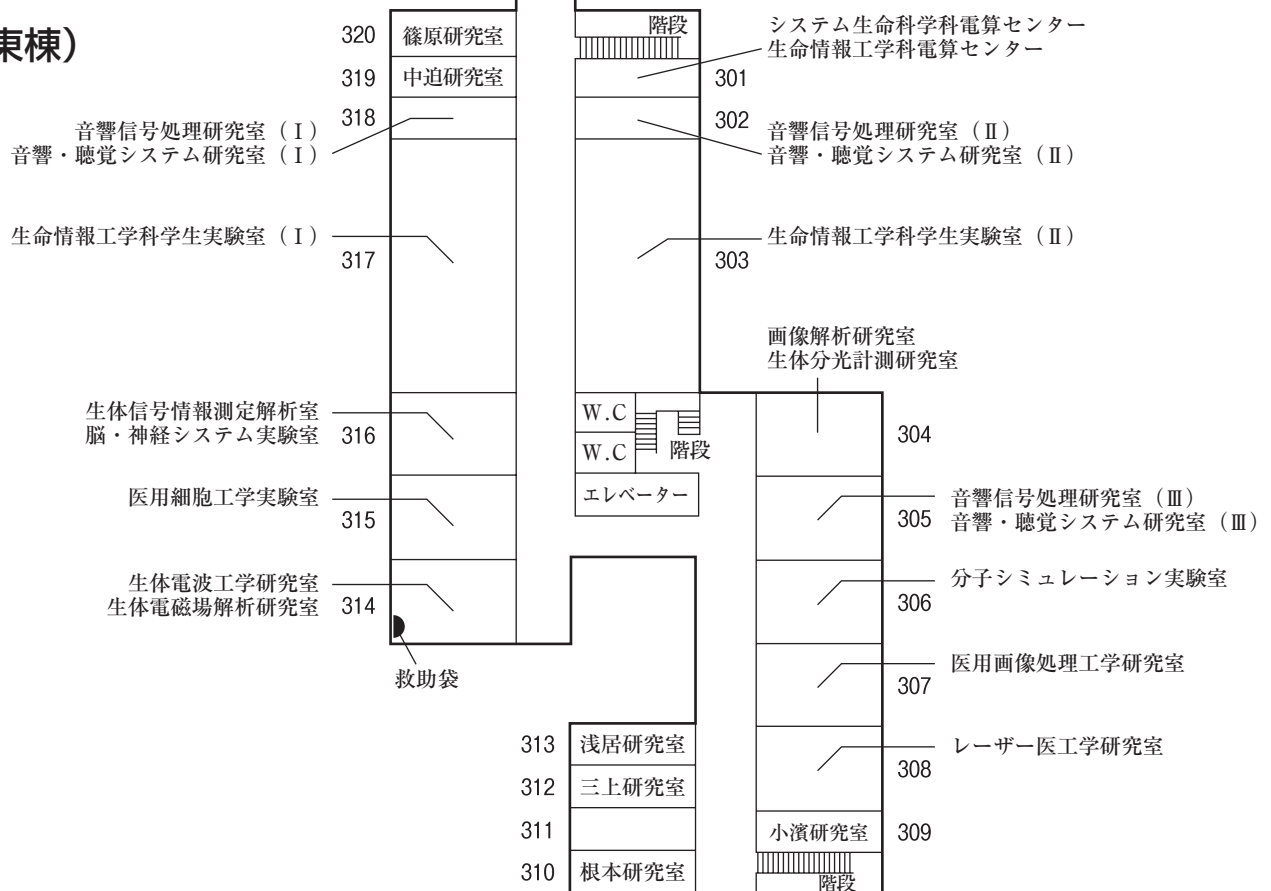 東棟）
320
篠原研究室
階段
システム生命科学科電算センター
生命情報工学科電算センター
319
中迫研究室
301
318
音響信号処理研究室（Ⅰ）
音響・聴覚システム研究室（Ⅰ）
302
音響信号処理研究室（Ⅱ）
音響・聴覚システム研究室（Ⅱ）
生命情報工学科学生実験室（Ⅰ）
317
生命情報工学科学生実験室（Ⅱ）
303
画像解析研究室
生体分光計測研究室
304
生体信号情報測定解析室
脳・神経システム実験室
316
W.C
W.C
階段
エレベーター
医用細胞工学実験室
315
音響信号処理研究室（Ⅲ）
音響・聴覚システム研究室（Ⅲ）
305
生体電波工学研究室
生体電磁場解析研究室
314
分子シミュレーション実験室
306
救助袋
医用画像処理工学研究室
307
313
浅居研究室
レーザー医工学研究室
308
312
三上研究室
311
小濱研究室
309
310
根本研究室
階段